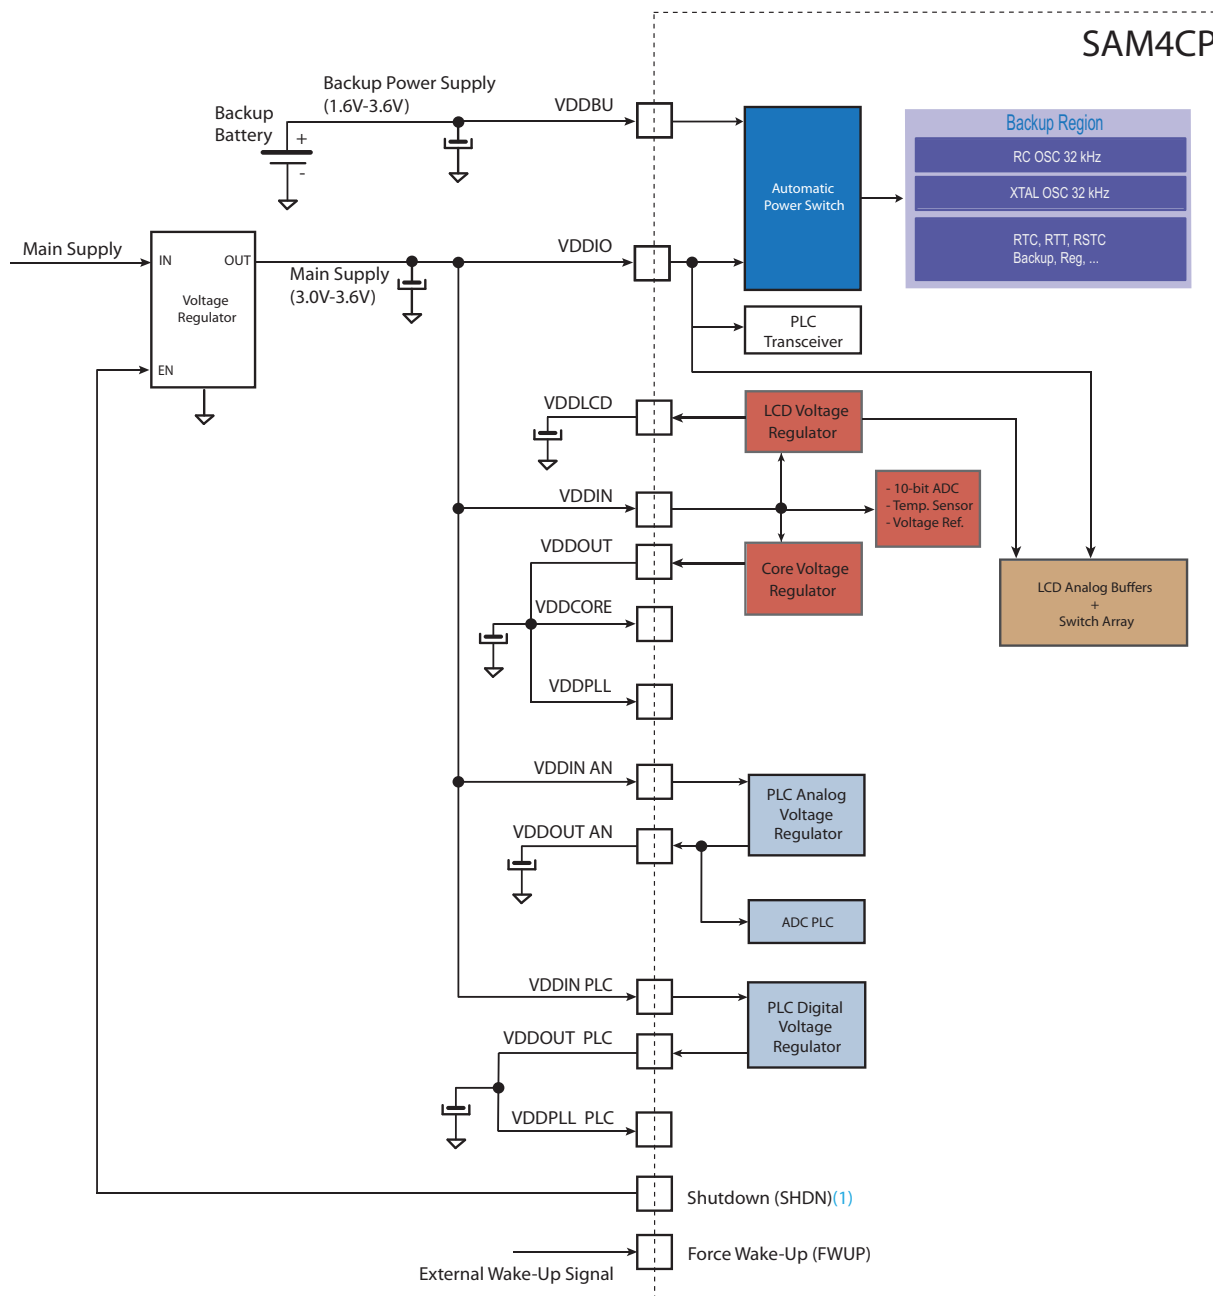 SAM4CP
Backup Power Supply
(1.6V-3.6V)
VDDBU
Backup
Battery
+
-
Automatic
Power Switch
Backup Region
RC OSC 32 kHz
XTAL OSC 32 kHz
RTC, RTT, RSTC
Backup, Reg, ...
Main Supply
IN
OUT
Voltage
Regulator
EN
Main Supply
(3.0V-3.6V)
VDDIO
PLC
Transceiver
VDDLCD
LCD Voltage
Regulator
VDDIN
- 10-bit ADC
- Temp. Sensor
- Voltage Ref.
VDDOUT
Core Voltage
Regulator
LCD Analog Buffers
+
Switch Array
VDDCORE
VDDPLL
VDDIN AN
PLC Analog
Voltage
Regulator
VDDOUT AN
ADC PLC
VDDIN PLC
PLC Digital
Voltage
Regulator
VDDOUT PLC
VDDPLL PLC
Shutdown (SHDN)(1)
Force Wake-Up (FWUP)
External Wake-Up Signal